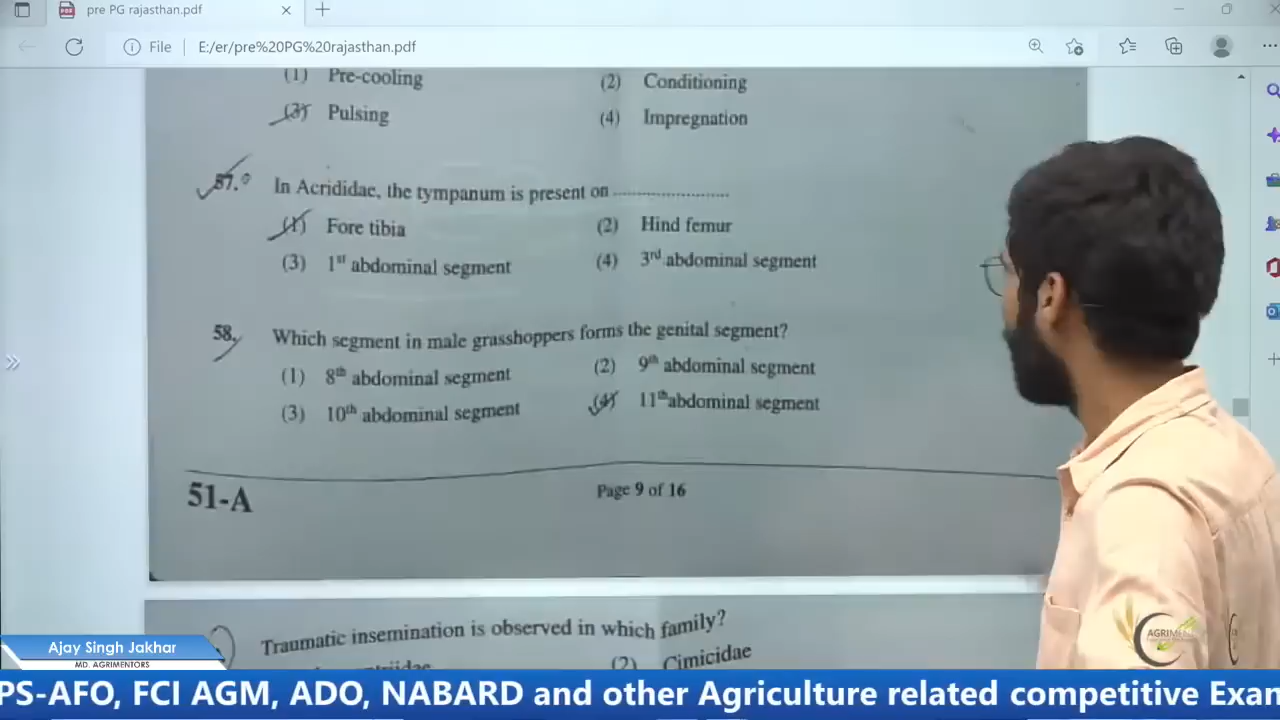 pre PG rajasthan.pdf
File E:/er/pre%20PG%20rajasthan.pdf
(1) Pre-cooling (2) Conditioning
(3) Pulsing (4) Impregnation
57. In Acrididae, the tympanum is present on .......................
(1) Fore tibia (2) Hind femur
(3) 1st abdominal segment (4) 3rd abdominal segment
58. Which segment in male grasshoppers forms the genital segment?
(1) 8th abdominal segment (2) 9th abdominal segment
(3) 10th abdominal segment (4) 11th abdominal segment
51-A Page 9 of 16
Traumatic insemination is observed in which family?
(2) Cimicidae
Ajay Singh Jakhar
MD. AGRIMENTORS
PS-AFO, FCI AGM, ADO, NABARD and other Agriculture related competitive Exan